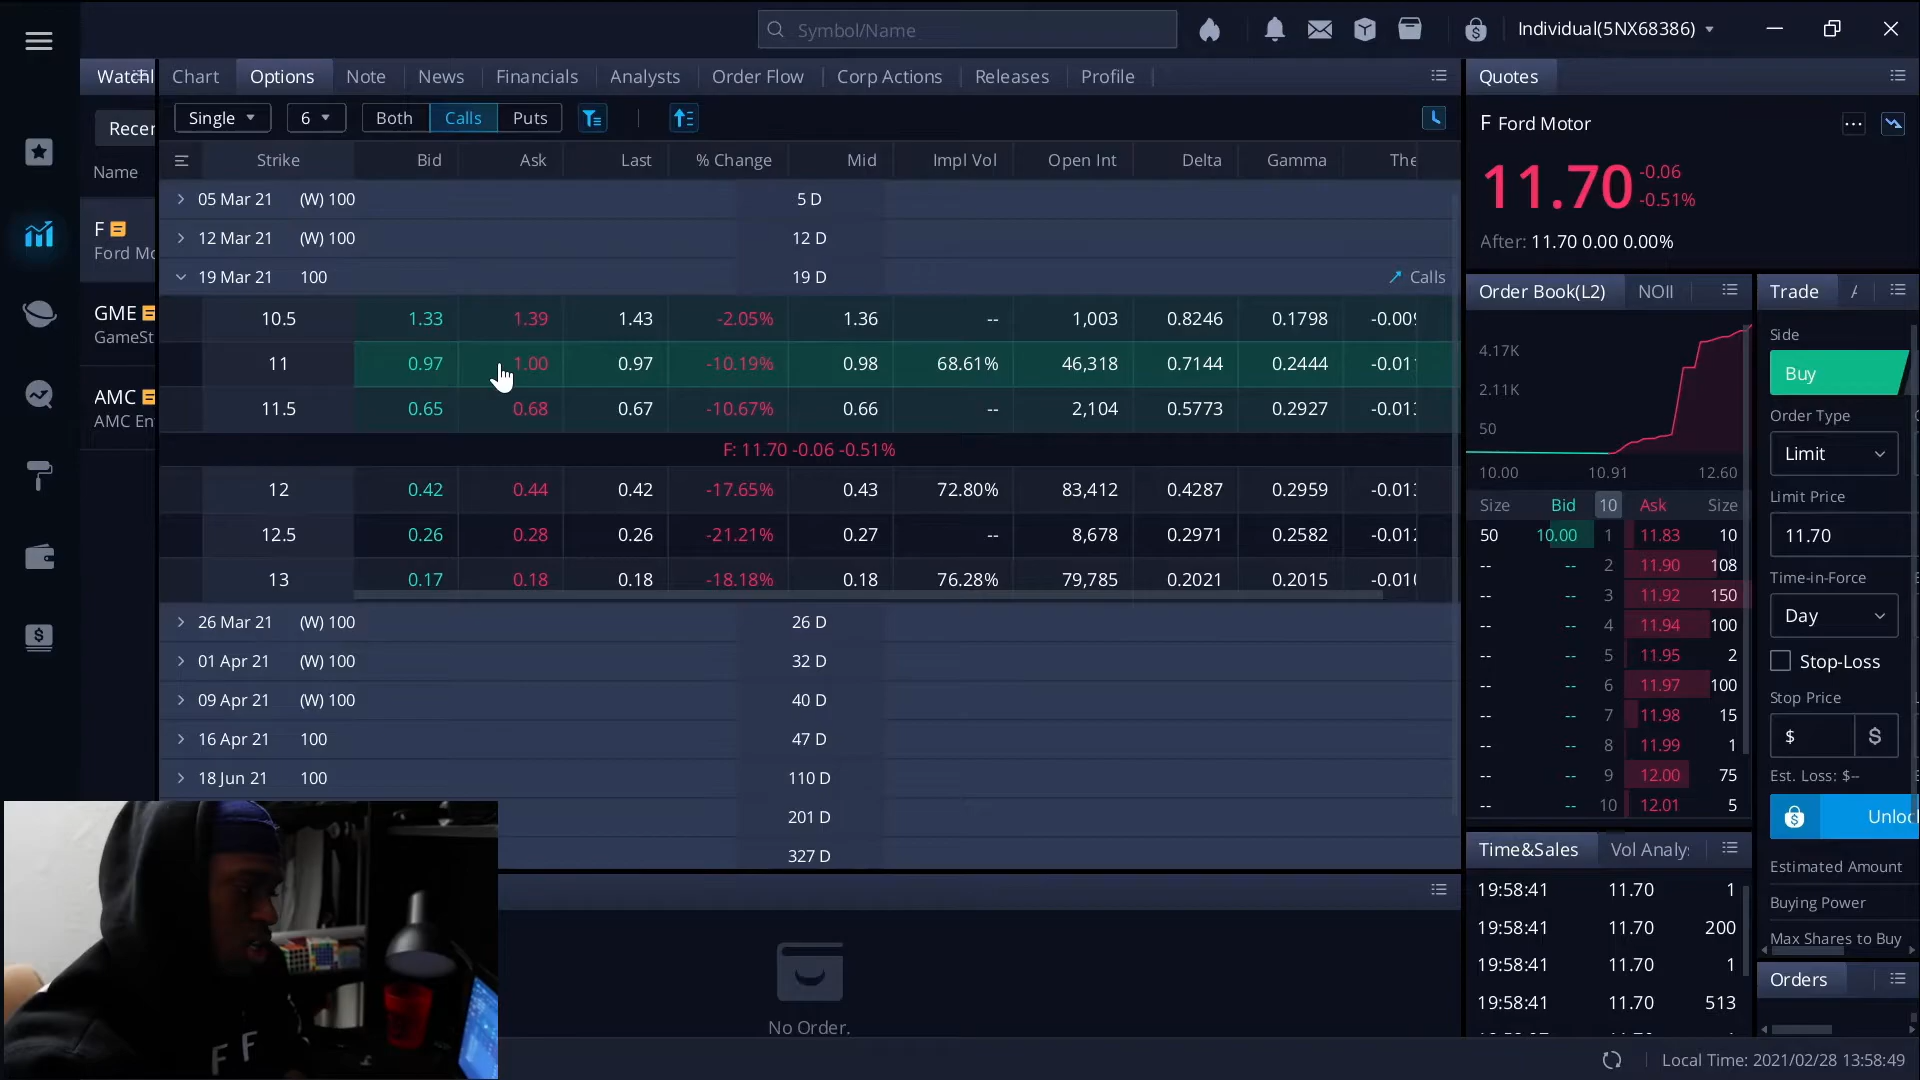 Symbol/Name
Individual(5NX68386)
Chart Options Note News Financials Analysts Order Flow Corp Actions Releases Profile
Single 6 Both Calls Puts
Recer
Name
F
Ford Mo
GME
GameSt
AMC
AMC En
Strike Bid Ask Last % Change Mid Impl Vol Open Int Delta Gamma The
05 Mar 21 (W) 100 5 D
12 Mar 21 (W) 100 12 D
19 Mar 21 100 19 D Calls
10.5 1.33 1.39 1.43 -2.05% 1.36 -- 1,003 0.8246 0.1798 -0.009
11 0.97 1.00 0.97 -10.19% 0.98 68.61% 46,318 0.7144 0.2444
11.5 0.65 0.68 0.67 -10.67% 0.66 -- 2,104 0.5773 0.2927
F: 11.70 -0.06 -0.51%
12 0.42 0.44 0.42 -17.65% 0.43 72.80% 83,412 0.4287 0.2959
12.5 0.26 0.28 0.26 -21.21% 0.27 -- 8,678 0.2971 0.2582
13 0.17 0.18 0.18 -18.18% 0.18 76.28% 79,785 0.2021 0.2015
26 Mar 21 (W) 100 26 D
01 Apr 21 (W) 100 32 D
09 Apr 21 (W) 100 40 D
16 Apr 21 100 47 D
18 Jun 21 100 110 D
201 D
327 D
No Order.
Quotes
F Ford Motor
11.70 -0.06
-0.51%
After: 11.70 0.00 0.00%
Order Book(L2) NOII
4.17K
2.11K
50
10.00 10.91 12.60
Size Bid 10 Ask Size
50 10.00 1 11.83 10
-- -- 2 11.90 108
-- -- 3 11.92 150
-- -- 4 11.94 100
-- -- 5 11.95 2
-- -- 6 11.97 100
-- -- 7 11.98 15
-- -- 8 11.99 1
-- -- 9 12.00 75
-- -- 10 12.01 5
Time&Sales Vol Analy
19:58:41 11.70 1
19:58:41 11.70 200
19:58:41 11.70 1
19:58:41 11.70 513
Trade
Side
Buy
Order Type
Limit
Limit Price
11.70
Time-in-Force
Day
Stop-Loss
Stop Price
$ $
Est. Loss: $--
Unloc
Estimated Amount
Buying Power
Max Shares to Buy
Orders
Local Time: 2021/02/28 13:58:49
F F